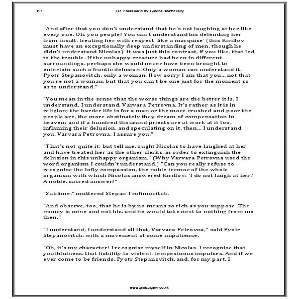 "And after that you don't understand that he's not laughing at her like
every one. Oh, you people! You can't understand his defending her
from insult, treating her with respect 'like a marquise' (this Kirillov
must have an exceptionally deep understanding of men, though he
didn't understand Nicolas). It was just this contrast, if you like, that led
to the trouble. If the unhappy creature had been in different
surroundings, perhaps she would never have been brought to
entertain such a frantic delusion. Only a woman can understand it,
Pyotr Stepanovitch, only a woman. How sorry I am that you... not that
you're not a woman, but that you can't be one just for the moment so
as to understand."
"You mean in the sense that the worse things are the better it is. I
understand, I understand, Varvara Petrovna. It's rather as it is in
religion; the harder life is for a man or the more crushed and poor the
people are, the more obstinately they dream of compensation in
heaven; and if a hundred thousand priests are at work at it too,
inflaming their delusion, and speculating on it, then... I understand
you, Varvara Petrovna, I assure you."
"That's not quite it; but tell me, ought Nicolas to have laughed at her
and have treated her as the other clerks, in order to extinguish the
delusion in this unhappy organism." (Why Varvara Petrovna used the
word organism I couldn't understand.) "Can you really refuse to
recognise the lofty compassion, the noble tremor of the whole
organism with which Nicolas answered Kirillov: 'I do not laugh at her.'
A noble, sacred answer!"
"Sublime," muttered Stepan Trofimovitch.
"And observe, too, that he is by no means so rich as you suppose. The
money is mine and not his, and he would take next to nothing from me
then."
"I understand, I understand all that, Varvara Petrovna," said Pyotr
Stepanovitch, with a movement of some impatience.
"Oh, it's my character! I recognise myself in Nicolas. I recognise that
youthfulness, that liability to violent, tempestuous impulses. And if we
ever come to be friends, Pyotr Stepanovitch, and, for my part, I